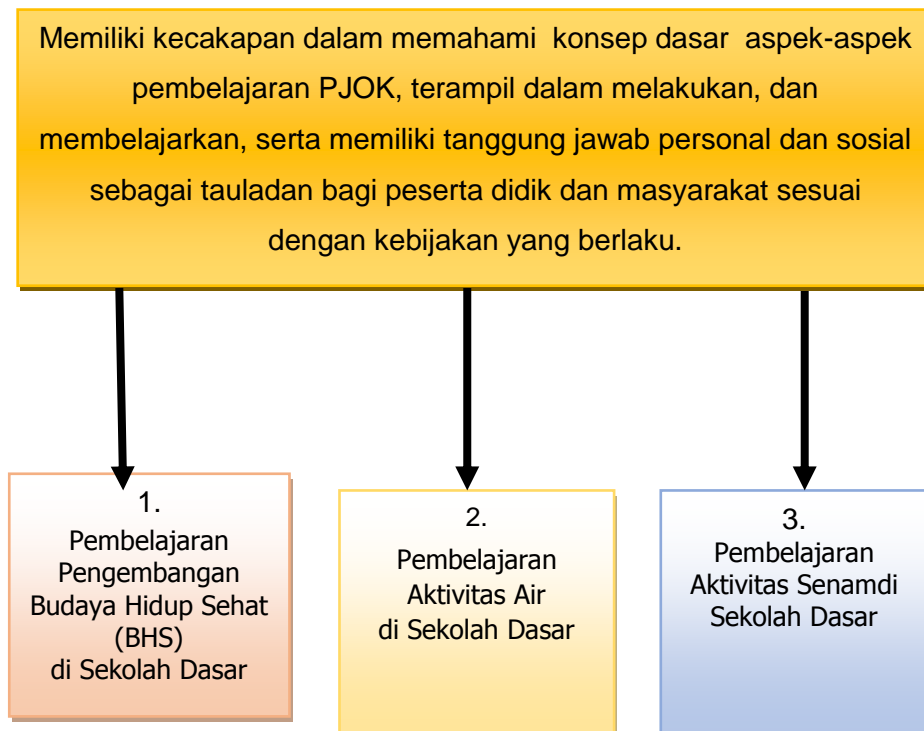 Memiliki kecakapan dalam memahami konsep dasar aspek-aspek
pembelajaran PJOK, terampil dalam melakukan, dan
membelajarkan, serta memiliki tanggung jawab personal dan sosial
sebagai tauladan bagi peserta didik dan masyarakat sesuai
dengan kebijakan yang berlaku.
1.
Pembelajaran
Pengembangan
Budaya Hidup Sehat
(BHS)
di Sekolah Dasar
2.
Pembelajaran
Aktivitas Air
di Sekolah Dasar
3.
Pembelajaran
Aktivitas Senamdi
Sekolah Dasar